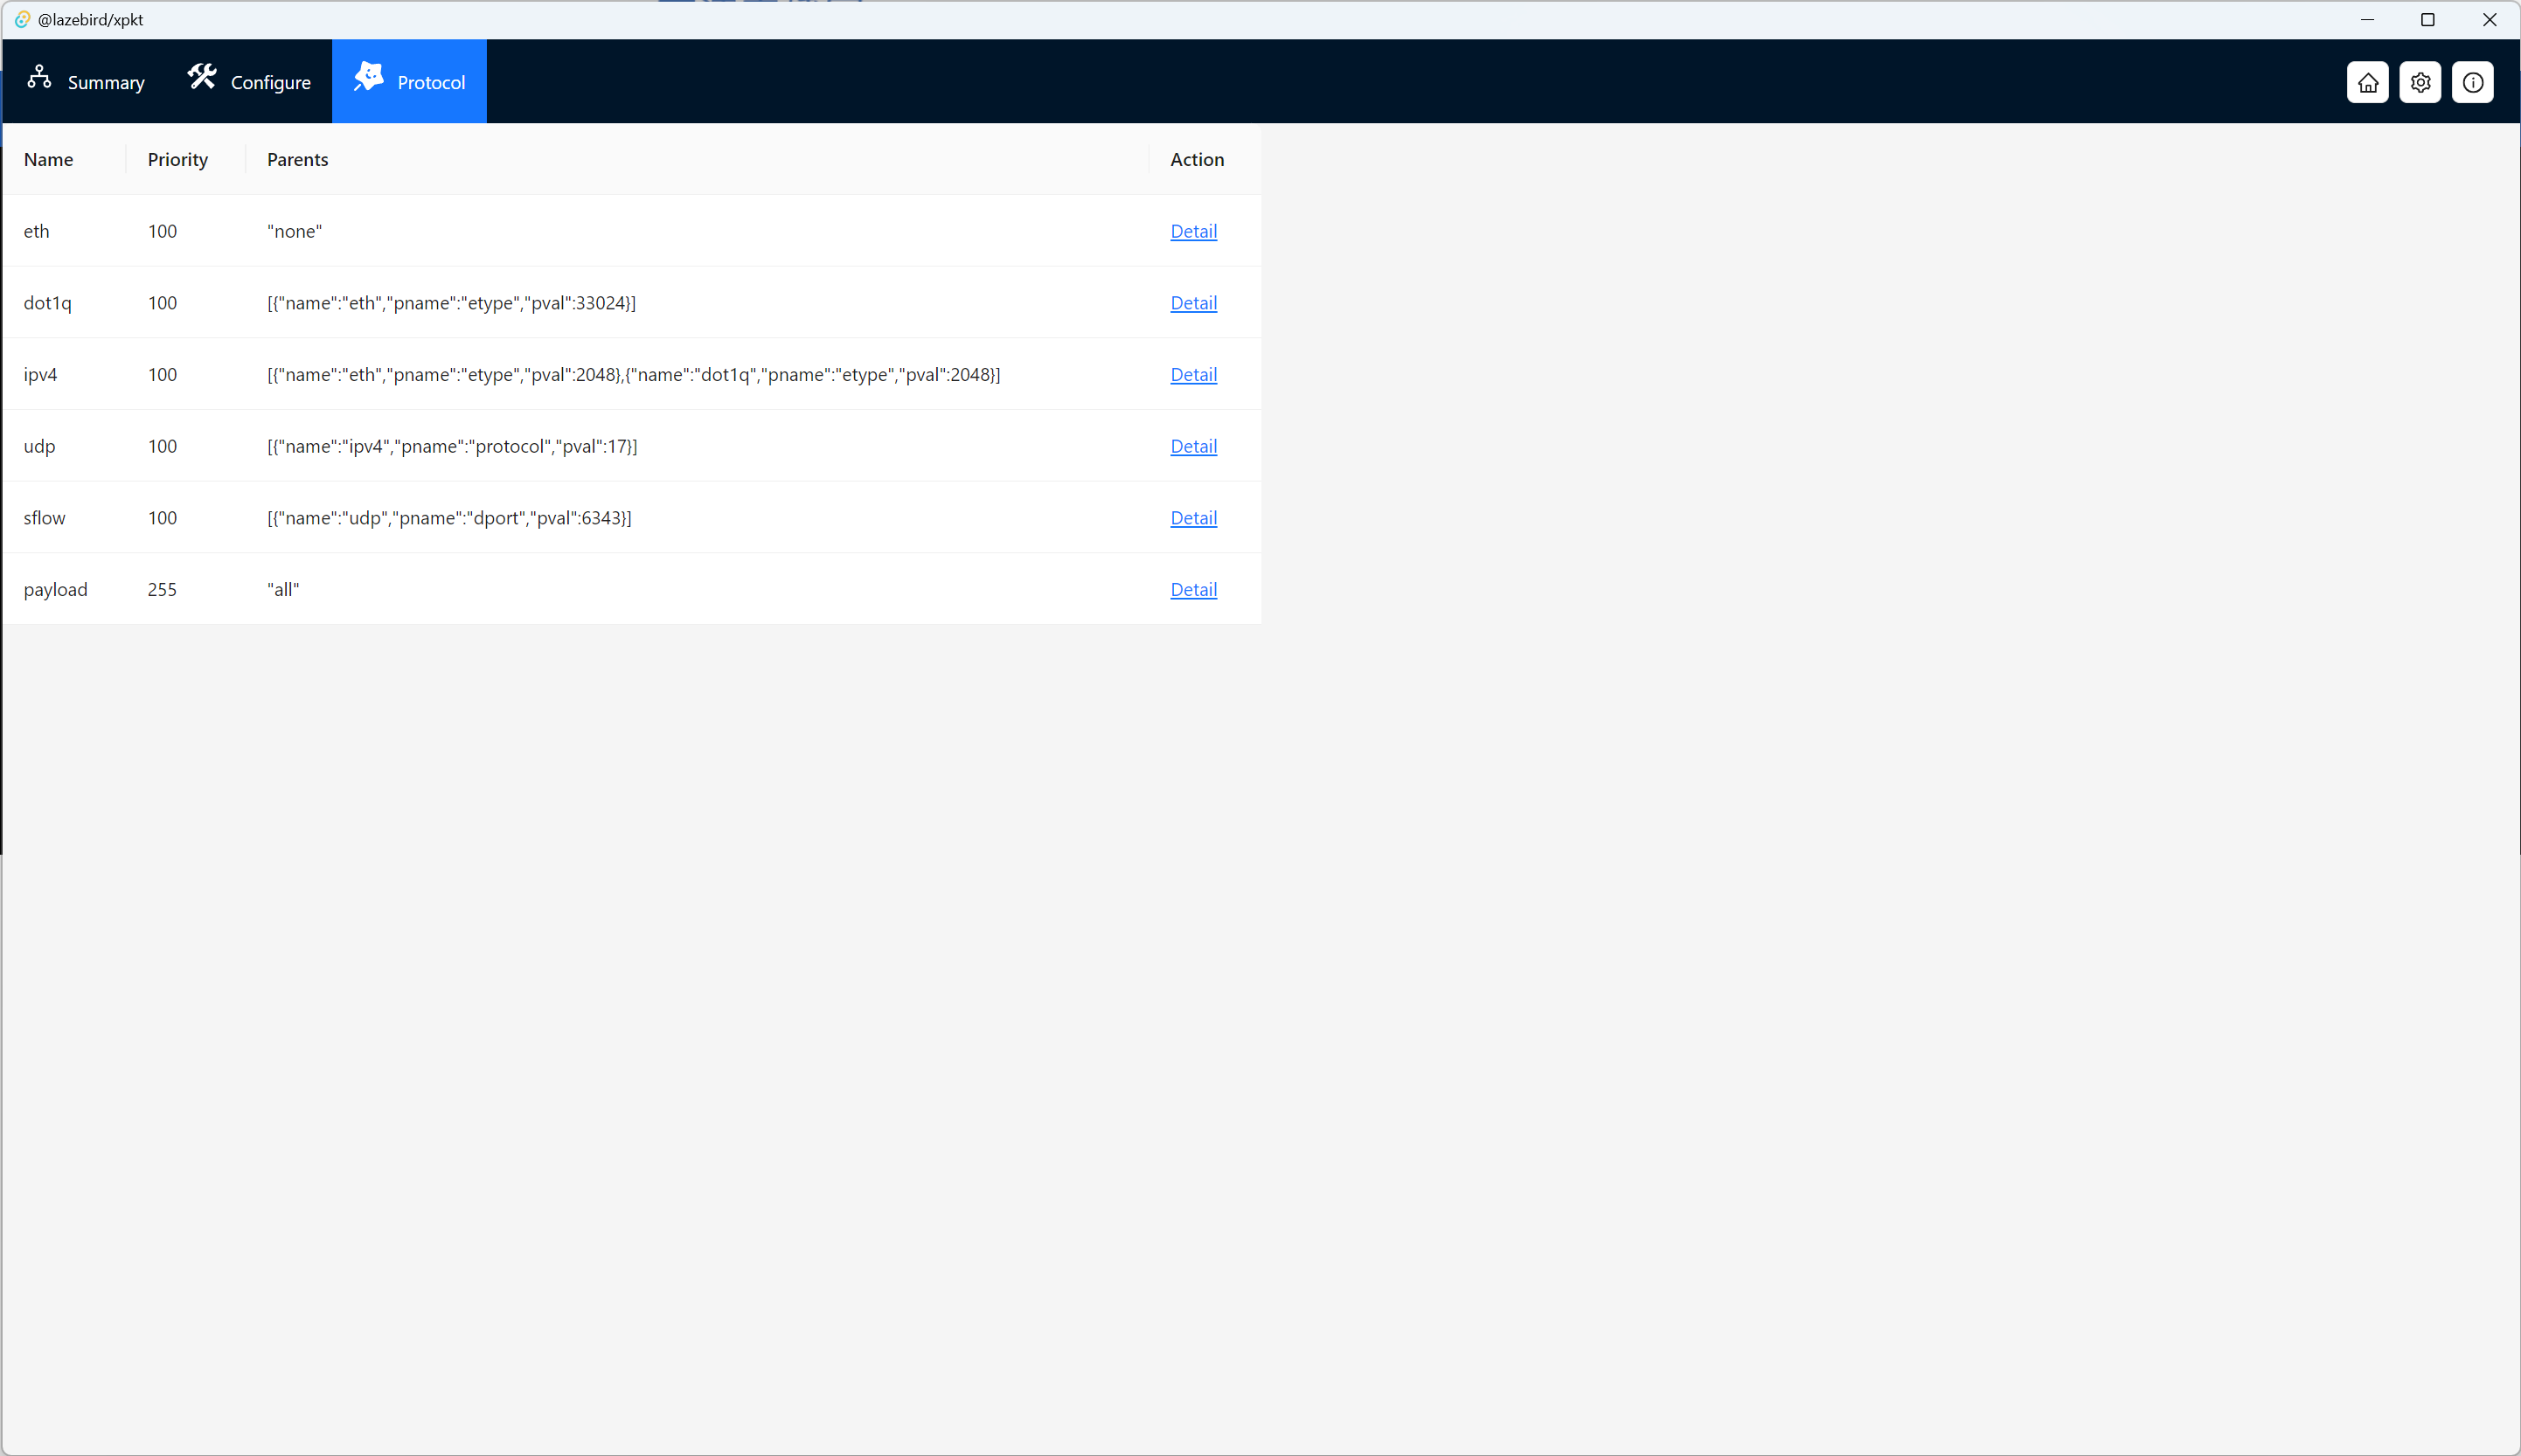 @lazebird/xpkt
Summary Configure Protocol
Name Priority Parents Action
eth 100 "none" Detail
dot1q 100 [{"name":"eth","pname":"etype","pval":33024}] Detail
ipv4 100 [{"name":"eth","pname":"etype","pval":2048},{"name":"dot1q","pname":"etype","pval":2048}] Detail
udp 100 [{"name":"ipv4","pname":"protocol","pval":17}] Detail
sflow 100 [{"name":"udp","pname":"dport","pval":6343}] Detail
payload 255 "all" Detail